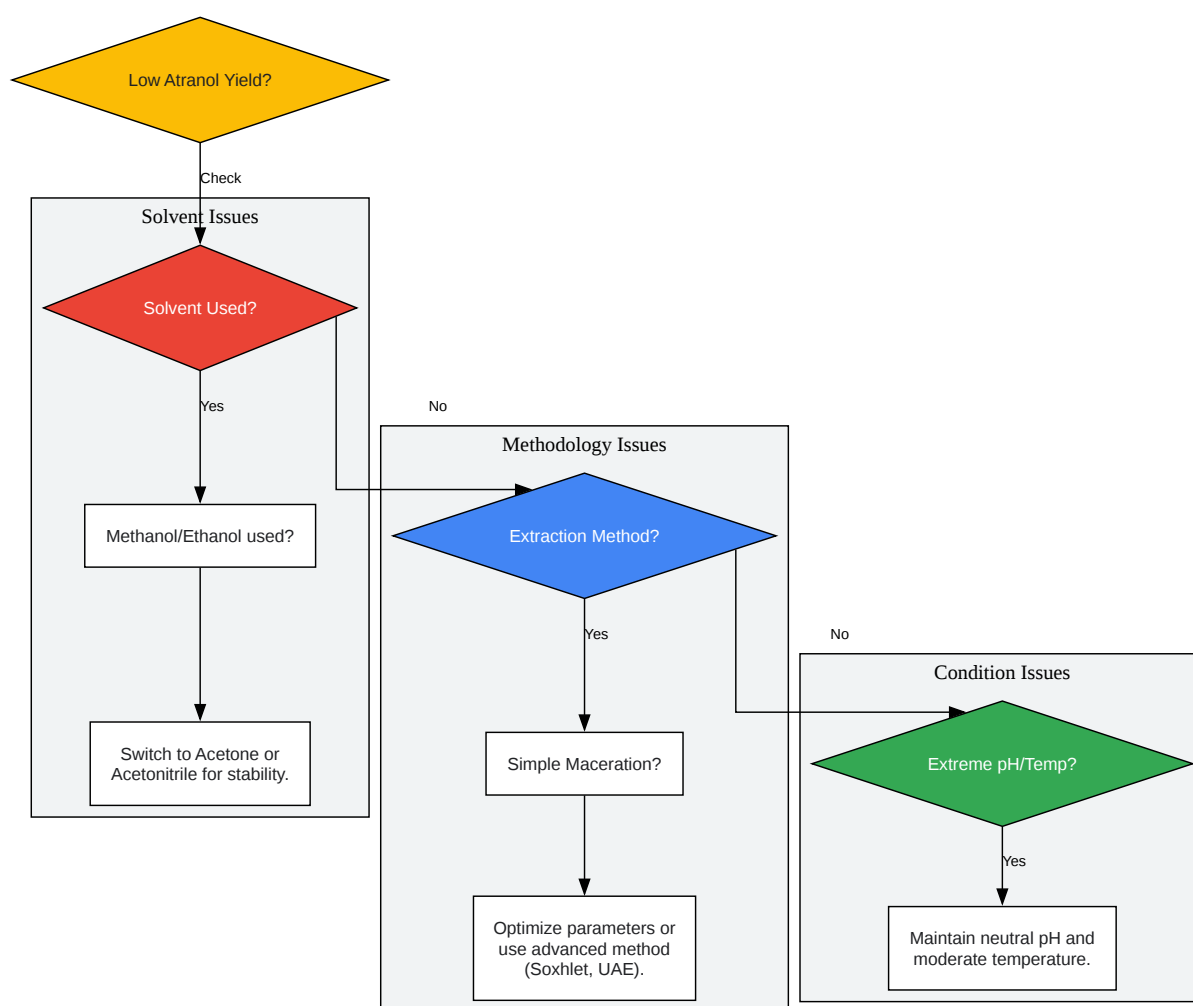 Low Atranol Yield?
Check
Solvent Issues
Solvent Used?
Yes
No
Methanol/Ethanol used?
Switch to Acetone or
Acetonitrile for stability.
Methodology Issues
Extraction Method?
Yes
No
Simple Maceration?
Optimize parameters or
use advanced method
(Soxhlet, UAE).
Condition Issues
Extreme pH/Temp?
Yes
Maintain neutral pH and
moderate temperature.